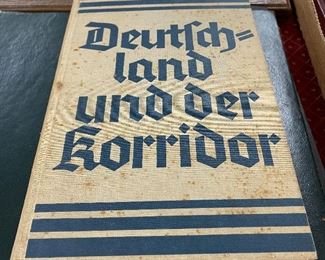 Deutſch=
land
und der
Korridor